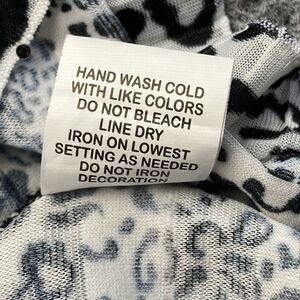 HAND WASH COLD
WITH LIKE COLORS
DO NOT BLEACH
LINE DRY
IRON ON LOWEST
SETTING AS NEEDED
DO NOT IRON
DECORATION